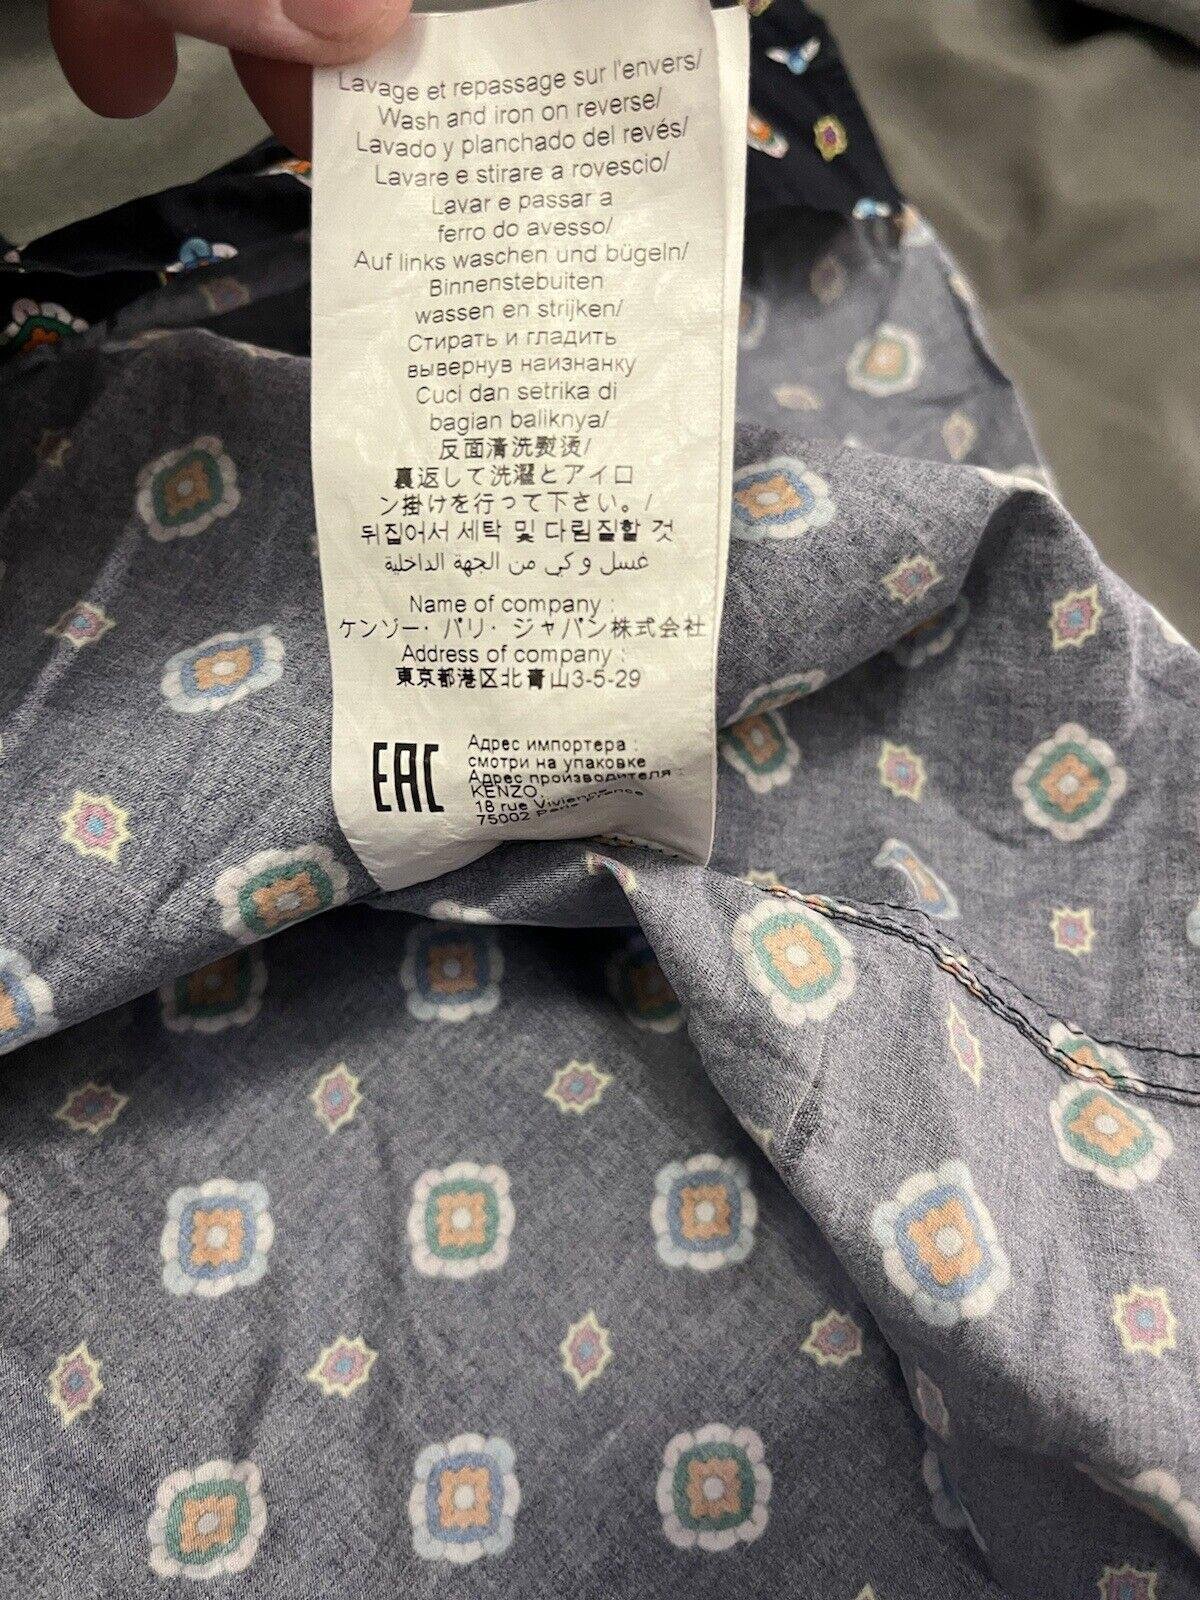 Lavage et repassage sur l'envers/
Wash and iron on reverse/
Lavado y planchado del revés/
Lavare e stirare a rovescio/
Lavar e passar a
ferro do avesso/
Auf links waschen und bügeln/
Binnenstebuiten
wassen en strijken/
Стирать и гладить
вывернув наизнанку
Cuci dan setrika di
bagian baliknya/
反面清洗熨烫/
裏返して洗濯とアイロ
ン掛けを行って下さい。/
뒤집어서 세탁 및 다림질할 것
غسل و كي من الجهة الداخلية
Name of company :
ケンゾー・パリ・ジャパン株式会社
Address of company :
東京都港区北青山3-5-29
EAC
Адрес импортера :
смотри на упаковке
Адрес производителя :
KENZO,
18 rue Vivienne
75002 Paris France